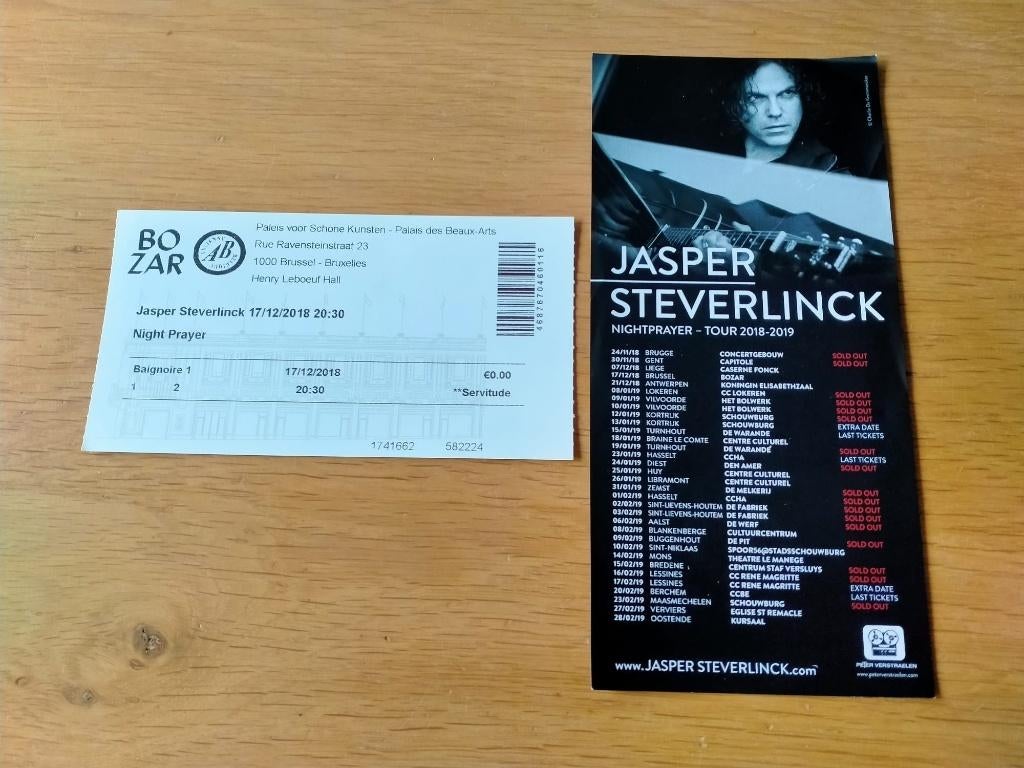 BO
ZAR
AB
Paleis voor Schone Kunsten - Palais des Beaux-Arts
Rue Ravensteinstraat 23
1000 Brussel - Bruxelles
Henry Leboeuf Hall
Jasper Steverlinck 17/12/2018 20:30
Night Prayer
Baignoire 1 17/12/2018 €0.00
1 2 20:30 **Servitude
1741662 582224
4687670460116
JASPER
STEVERLINCK
NIGHTPRAYER – TOUR 2018-2019
24/11/18 BRUGGE CONCERTGEBOUW SOLD OUT
30/11/18 GENT CAPITOLE SOLD OUT
07/12/18 LIEGE CASERNE FONCK
17/12/18 BRUSSEL BOZAR
21/12/18 ANTWERPEN KONINGIN ELISABETHZAAL
08/01/19 LOKEREN CC LOKEREN SOLD OUT
09/01/19 VILVOORDE HET BOLWERK SOLD OUT
10/01/19 VILVOORDE HET BOLWERK SOLD OUT
12/01/19 KORTRIJK SCHOUWBURG SOLD OUT
13/01/19 KORTRIJK SCHOUWBURG EXTRA DATE
15/01/19 TURNHOUT DE WARANDE LAST TICKETS
18/01/19 BRAINE LE COMTE CENTRE CULTUREL
19/01/19 TURNHOUT DE WARANDE SOLD OUT
23/01/19 HASSELT CCHA LAST TICKETS
24/01/19 DIEST DEN AMER SOLD OUT
25/01/19 HUY CENTRE CULTUREL
26/01/19 LIBRAMONT CENTRE CULTUREL
31/01/19 ZEMST DE MELKERIJ SOLD OUT
01/02/19 HASSELT CCHA SOLD OUT
02/02/19 SINT-LIEVENS-HOUTEM DE FABRIEK SOLD OUT
03/02/19 SINT-LIEVENS-HOUTEM DE FABRIEK SOLD OUT
06/02/19 AALST DE WERF SOLD OUT
08/02/19 BLANKENBERGE CULTUURCENTRUM
09/02/19 BUGGENHOUT DE PIT SOLD OUT
10/02/19 SINT-NIKLAAS SPOOR56@STADSSCHOUWBURG
14/02/19 MONS THEATRE LE MANEGE
15/02/19 BREDENE CENTRUM STAF VERSLUYS SOLD OUT
16/02/19 LESSINES CC RENE MAGRITTE SOLD OUT
17/02/19 LESSINES CC RENE MAGRITTE EXTRA DATE
20/02/19 BERCHEM CCBE LAST TICKETS
23/02/19 MAASMECHELEN SCHOUWBURG SOLD OUT
27/02/19 VERVIERS EGLISE ST REMACLE
28/02/19 OOSTENDE KURSAAL
www.JASPER STEVERLINCK.com
PETER VERSTRAELEN
www.peterverstraelen.com